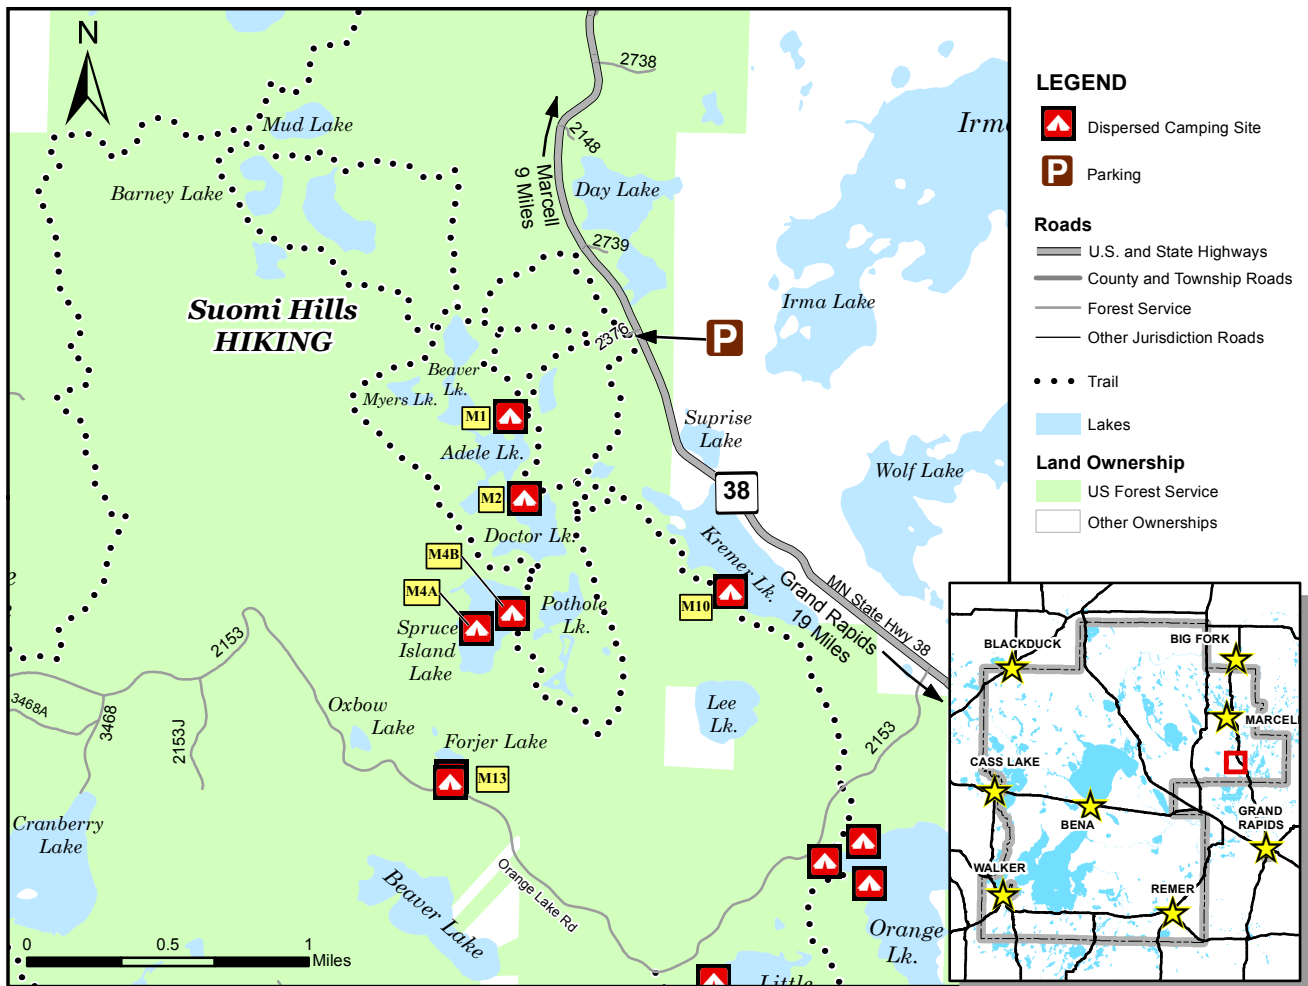 N
2738
Mud Lake
2148
Marcell
9 Miles
Irm
Barney Lake
Day Lake
2739
Suomi Hills
HIKING
Irma Lake
2376
P
Beaver
Lk.
Myers Lk.
M1
Adele Lk.
Suprise
Lake
Wolf Lake
38
M2
Doctor Lk.
M4B
M4A
Kremer Lk.
M10
Pothole
Lk.
Spruce
Island
Lake
Grand Rapids
19 Miles
MN State Hwy 38
2153
3468A
3468
2153J
Oxbow
Lake
Lee
Lk.
2153
Forjer Lake
M13
Cranberry
Lake
Orange Lake Rd
Beaver Lake
Orange
Lk.
Little
0 0.5 1
Miles
LEGEND
Dispersed Camping Site
P
Parking
Roads
U.S. and State Highways
County and Township Roads
Forest Service
Other Jurisdiction Roads
Trail
Lakes
Land Ownership
US Forest Service
Other Ownerships
BLACKDUCK
BIG FORK
MARCELL
CASS LAKE
BENA
GRAND
RAPIDS
WALKER
REMER